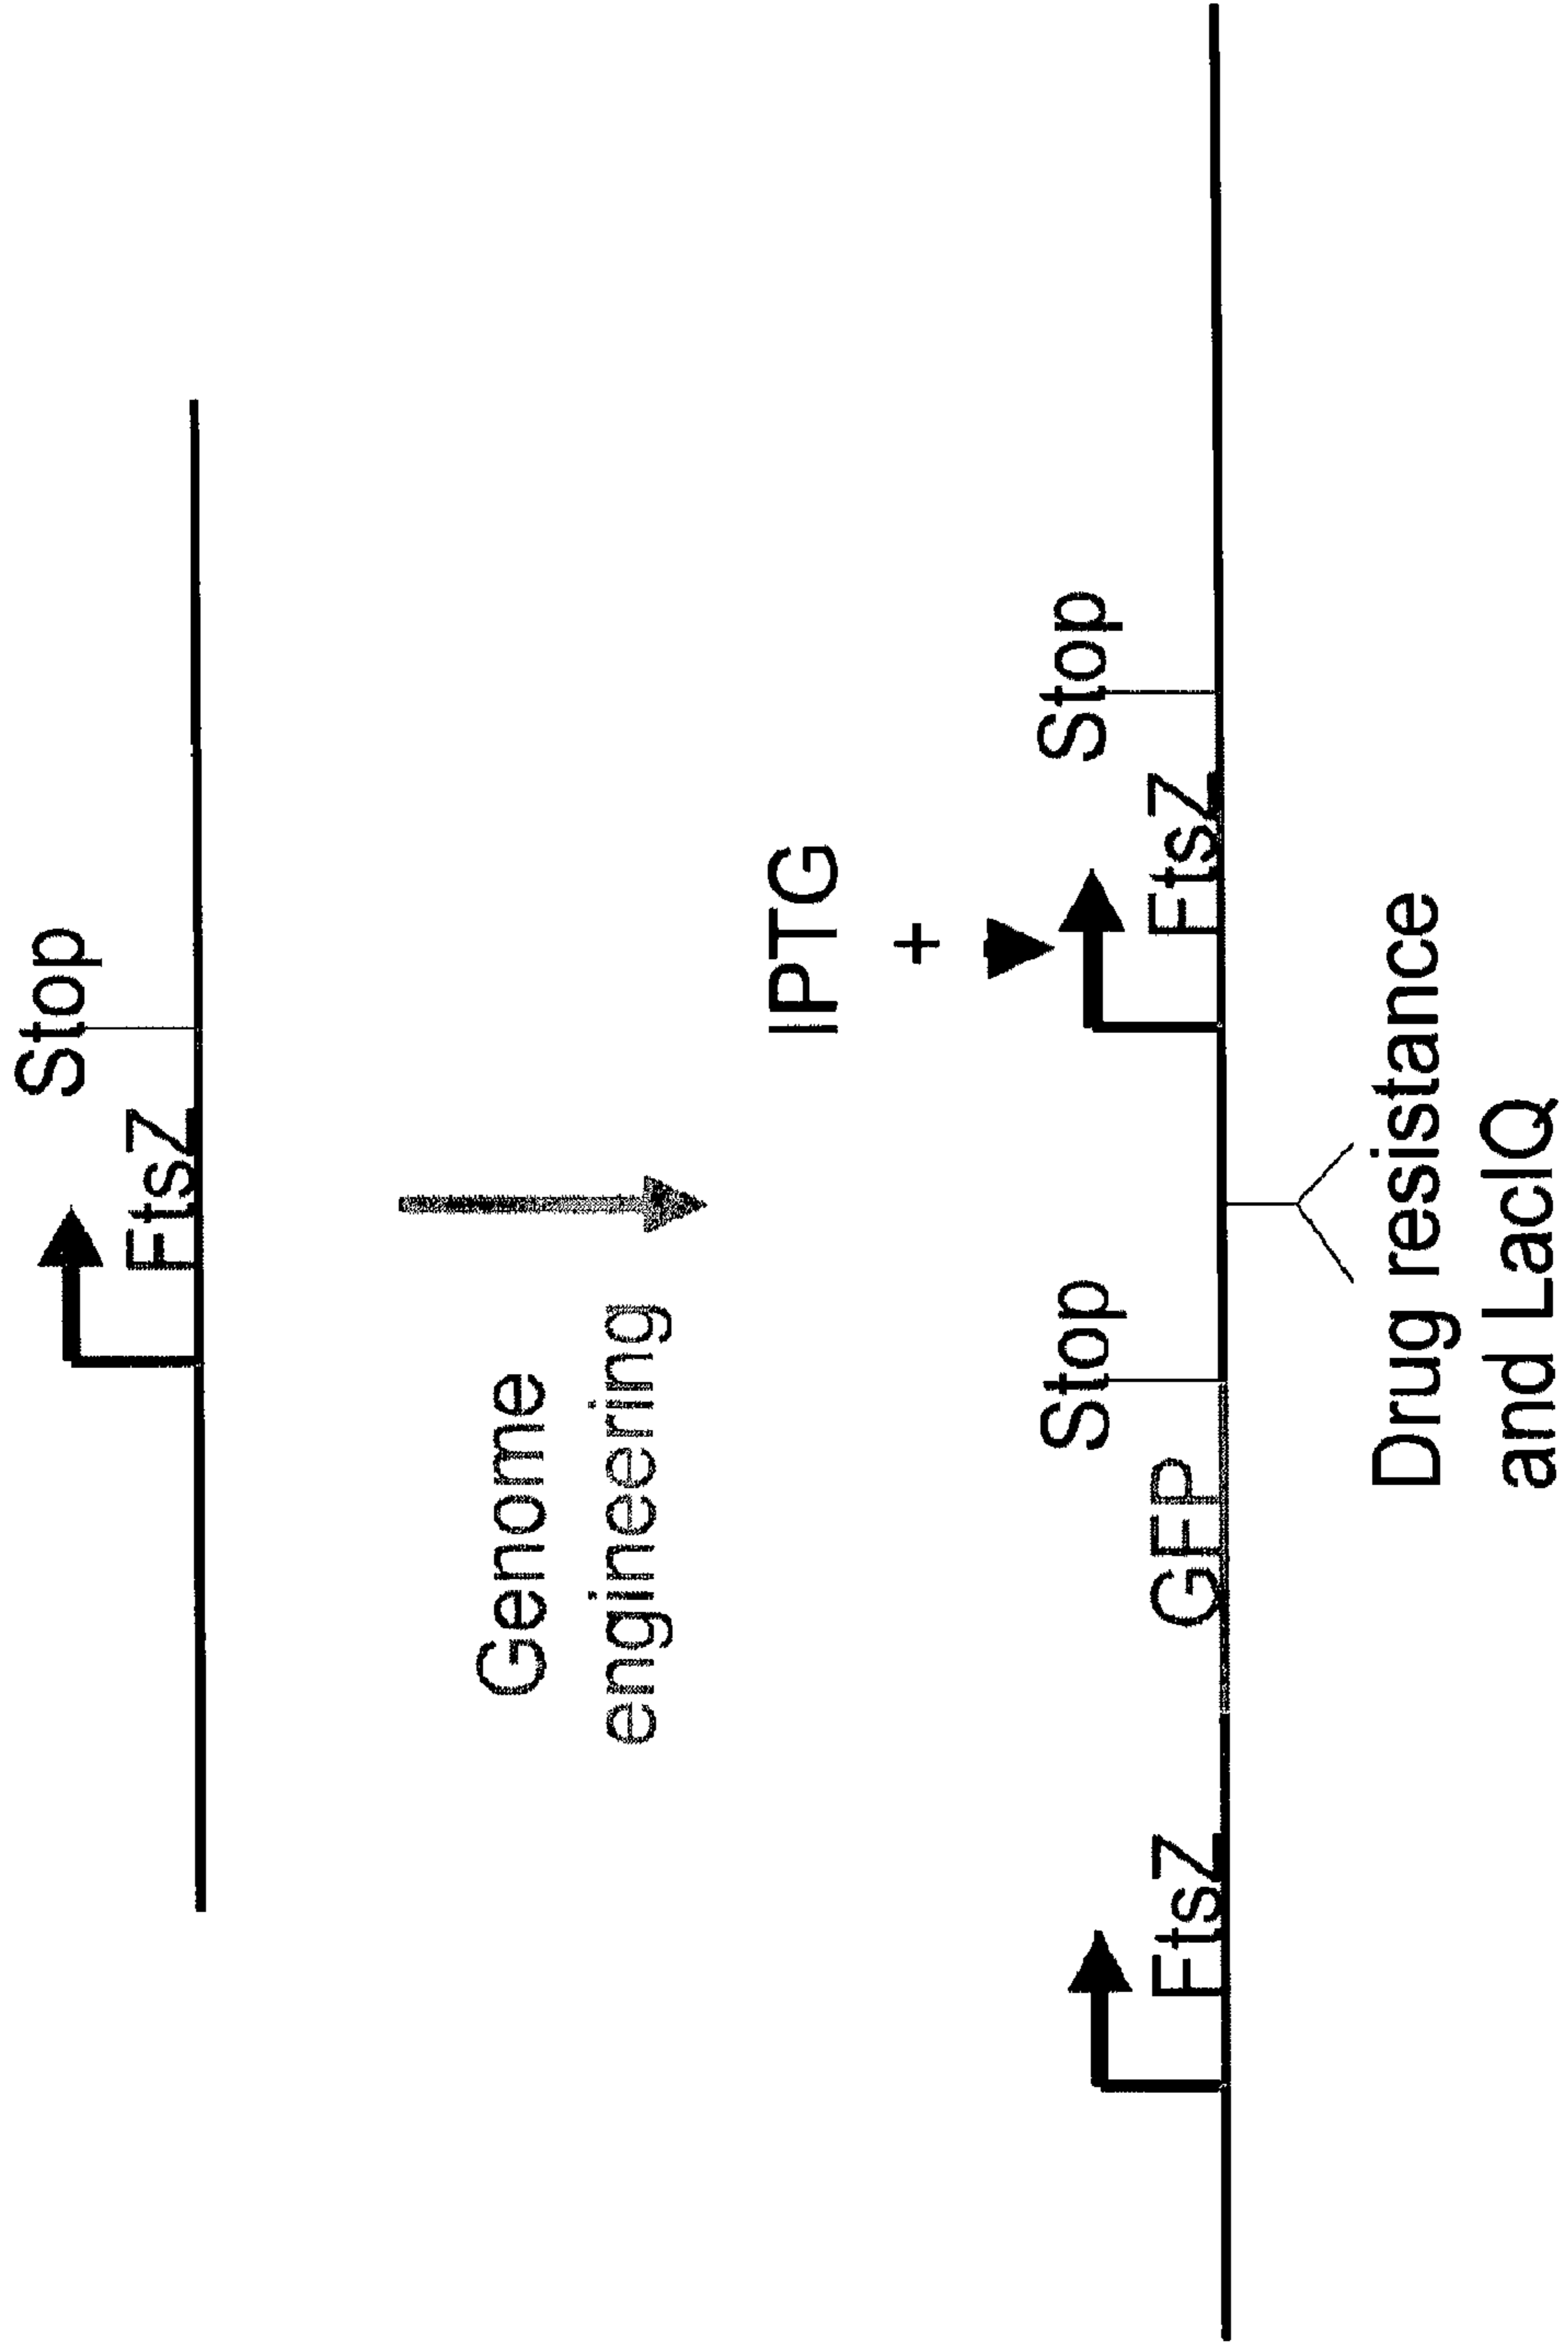 FtsZ
Stop
Genome
engineering
IPTG
+
FtsZ
GFP
Stop
FtsZ
Stop
Drug resistance
and LacIQ